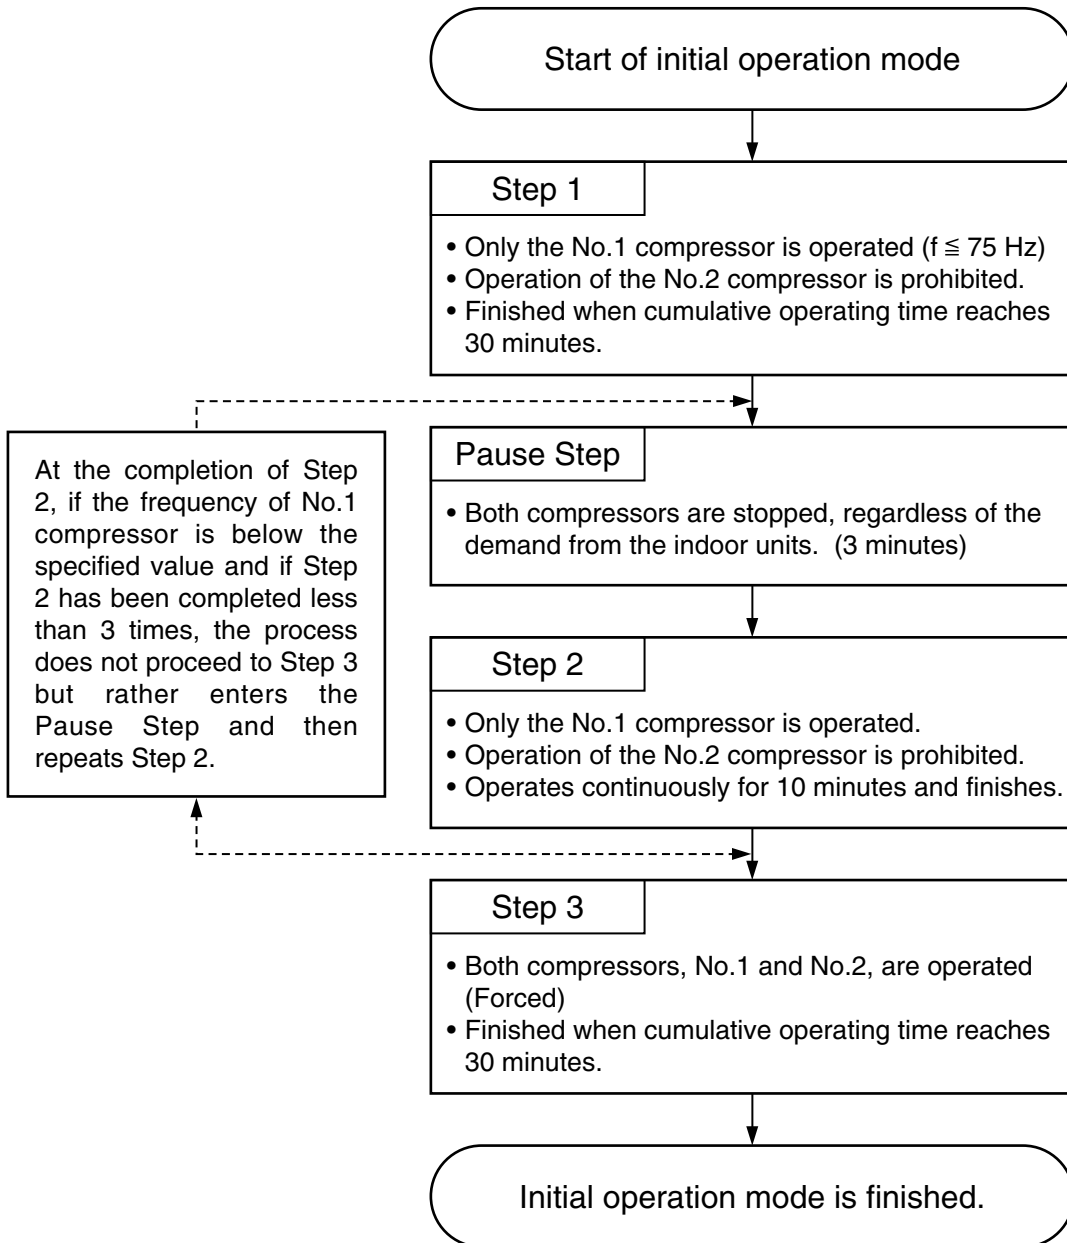 Start of initial operation mode
Step 1
• Only the No.1 compressor is operated (f ≦ 75 Hz)
• Operation of the No.2 compressor is prohibited.
• Finished when cumulative operating time reaches
30 minutes.
Pause Step
• Both compressors are stopped, regardless of the
demand from the indoor units.  (3 minutes)
At the completion of Step
2, if the frequency of No.1
compressor is below the
specified value and if Step
2 has been completed less
than 3 times, the process
does not proceed to Step 3
but rather enters the
Pause Step and then
repeats Step 2.
Step 2
• Only the No.1 compressor is operated.
• Operation of the No.2 compressor is prohibited.
• Operates continuously for 10 minutes and finishes.
Step 3
• Both compressors, No.1 and No.2, are operated
(Forced)
• Finished when cumulative operating time reaches
30 minutes.
Initial operation mode is finished.